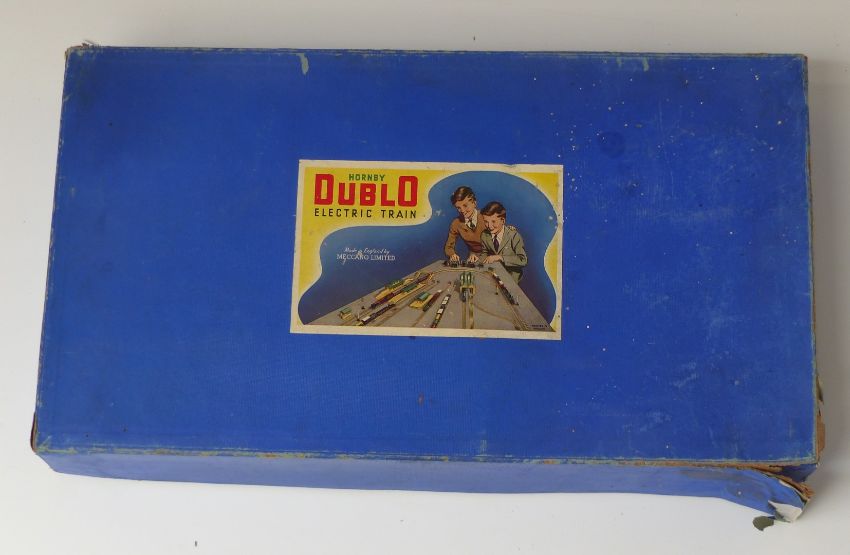 HORNBY
DUBLO
ELECTRIC TRAIN
Made in England by
MECCANO LIMITED